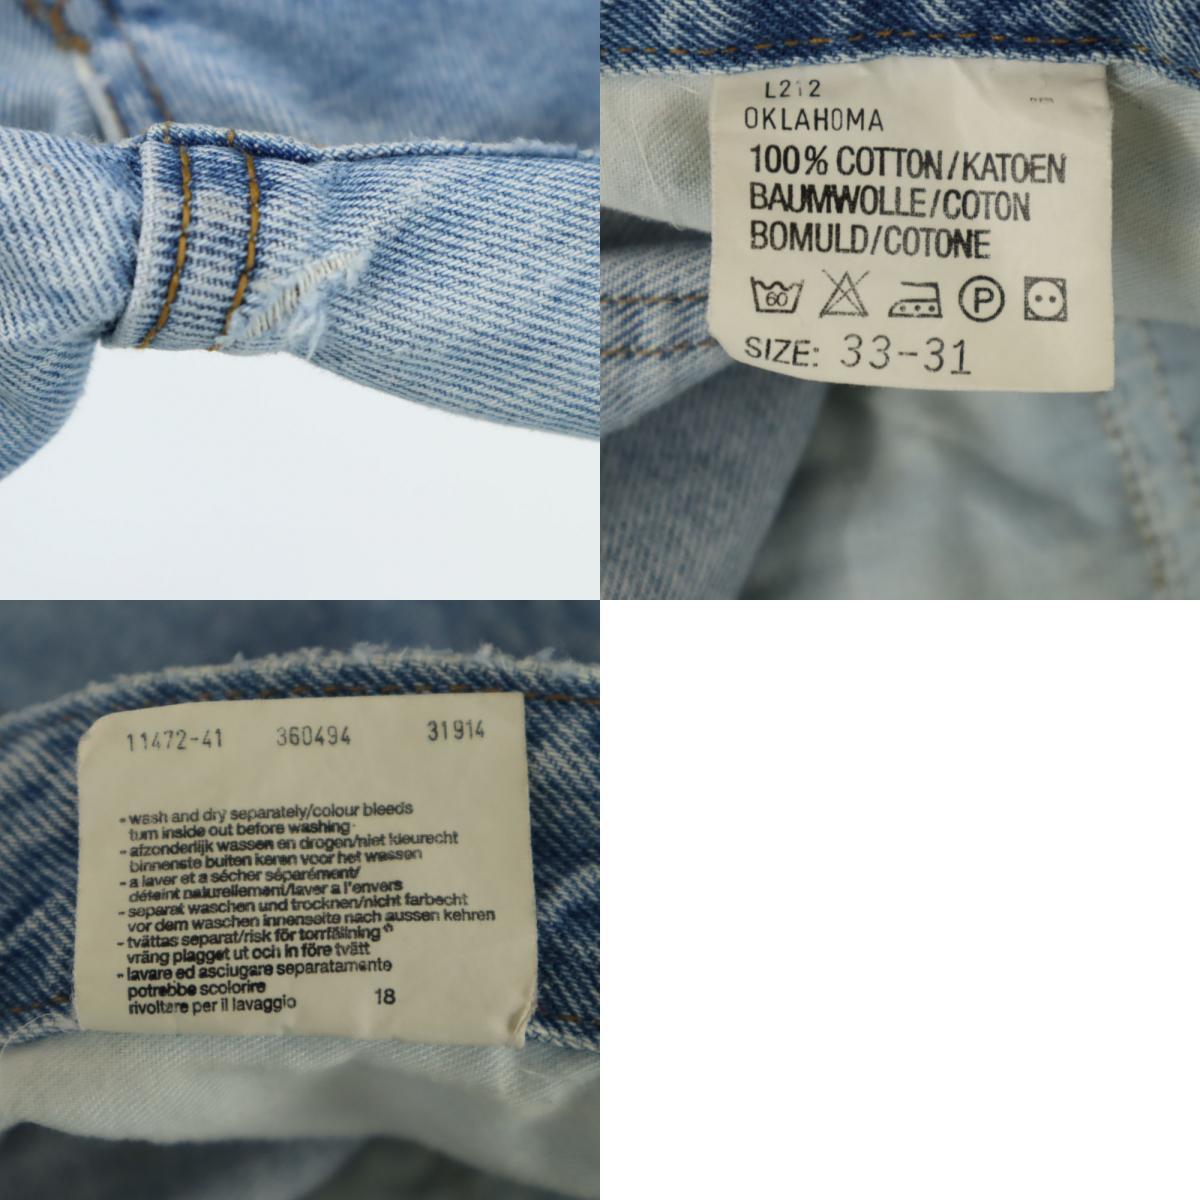 L212
OKLAHOMA
100% COTTON/KATOEN
BAUMWOLLE/COTON
BOMULD/COTONE
60
P
SIZE: 33-31
11472-41 360494 31914
- wash and dry separately/colour bleeds
turn inside out before washing
- afzonderlijk wassen en drogen/niet kleurecht
binnenste buiten keren voor het wassen
- a laver et a sécher séparément/
déteint naturellement/laver a l'envers
- separat waschen und trocknen/nicht farbecht
vor dem waschen innenseite nach aussen kehren
- tvättas separat/risk för torrfällning
vräng plagget ut och in före tvätt
- lavare ed asciugare separatamente
potrebbe scolorire
rivoltare per il lavaggio 18